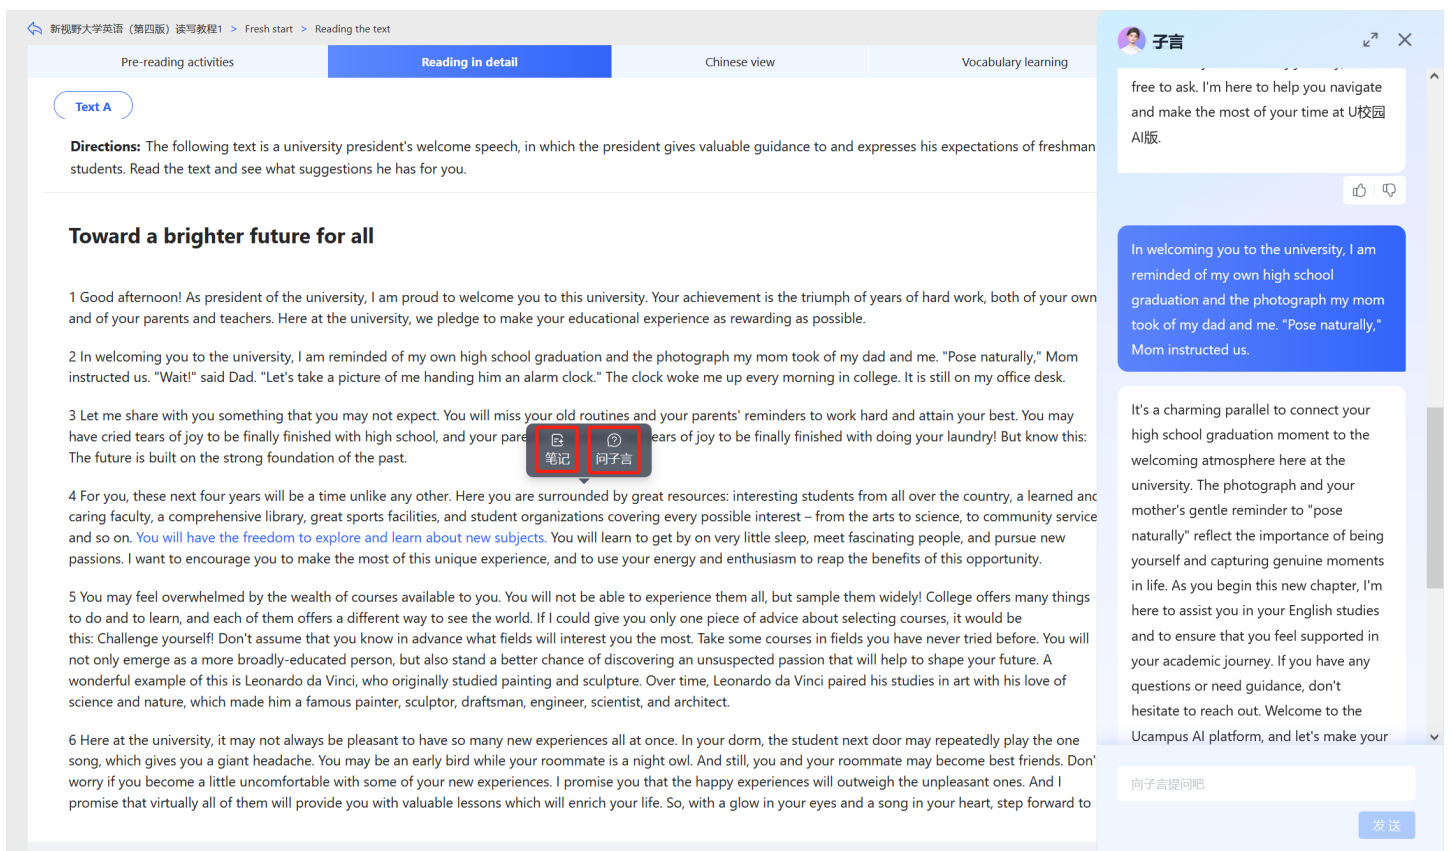 新视野大学英语（第四版）读写教程1 > Fresh start > Reading the text
Pre-reading activities
Reading in detail
Chinese view
Vocabulary learning
Text A
Directions: The following text is a university president's welcome speech, in which the president gives valuable guidance to and expresses his expectations of freshman
students. Read the text and see what suggestions he has for you.
Toward a brighter future for all
1 Good afternoon! As president of the university, I am proud to welcome you to this university. Your achievement is the triumph of years of hard work, both of your own
and of your parents and teachers. Here at the university, we pledge to make your educational experience as rewarding as possible.
2 In welcoming you to the university, I am reminded of my own high school graduation and the photograph my mom took of my dad and me. "Pose naturally," Mom
instructed us. "Wait!" said Dad. "Let's take a picture of me handing him an alarm clock." The clock woke me up every morning in college. It is still on my office desk.
3 Let me share with you something that you may not expect. You will miss your old routines and your parents' reminders to work hard and attain your best. You may
have cried tears of joy to be finally finished with high school, and your pare ears of joy to be finally finished with doing your laundry! But know this:
The future is built on the strong foundation of the past.
笔记
问子言
4 For you, these next four years will be a time unlike any other. Here you are surrounded by great resources: interesting students from all over the country, a learned and
caring faculty, a comprehensive library, great sports facilities, and student organizations covering every possible interest – from the arts to science, to community service
and so on. You will have the freedom to explore and learn about new subjects. You will learn to get by on very little sleep, meet fascinating people, and pursue new
passions. I want to encourage you to make the most of this unique experience, and to use your energy and enthusiasm to reap the benefits of this opportunity.
5 You may feel overwhelmed by the wealth of courses available to you. You will not be able to experience them all, but sample them widely! College offers many things
to do and to learn, and each of them offers a different way to see the world. If I could give you only one piece of advice about selecting courses, it would be
this: Challenge yourself! Don't assume that you know in advance what fields will interest you the most. Take some courses in fields you have never tried before. You will
not only emerge as a more broadly-educated person, but also stand a better chance of discovering an unsuspected passion that will help to shape your future. A
wonderful example of this is Leonardo da Vinci, who originally studied painting and sculpture. Over time, Leonardo da Vinci paired his studies in art with his love of
science and nature, which made him a famous painter, sculptor, draftsman, engineer, scientist, and architect.
6 Here at the university, it may not always be pleasant to have so many new experiences all at once. In your dorm, the student next door may repeatedly play the one
song, which gives you a giant headache. You may be an early bird while your roommate is a night owl. And still, you and your roommate may become best friends. Don'
worry if you become a little uncomfortable with some of your new experiences. I promise you that the happy experiences will outweigh the unpleasant ones. And I
promise that virtually all of them will provide you with valuable lessons which will enrich your life. So, with a glow in your eyes and a song in your heart, step forward to
子言
free to ask. I'm here to help you navigate
and make the most of your time at U校园
AI版.
In welcoming you to the university, I am
reminded of my own high school
graduation and the photograph my mom
took of my dad and me. "Pose naturally,"
Mom instructed us.
It's a charming parallel to connect your
high school graduation moment to the
welcoming atmosphere here at the
university. The photograph and your
mother's gentle reminder to "pose
naturally" reflect the importance of being
yourself and capturing genuine moments
in life. As you begin this new chapter, I'm
here to assist you in your English studies
and to ensure that you feel supported in
your academic journey. If you have any
questions or need guidance, don't
hesitate to reach out. Welcome to the
Ucampus AI platform, and let's make your
向子言提问吧
发送